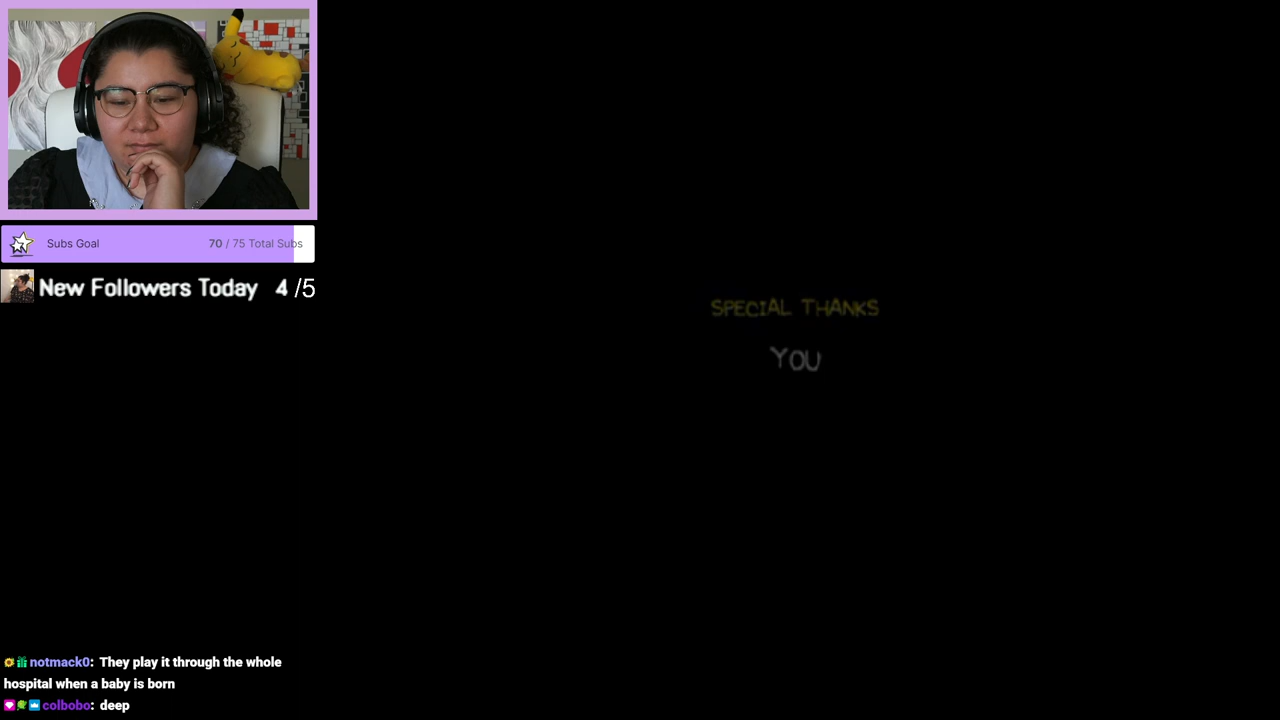 Subs Goal 70 / 75 Total Subs
New Followers Today 4 /5
SPECIAL THANKS
YOU
notmack0: They play it through the whole
hospital when a baby is born
colbobo: deep